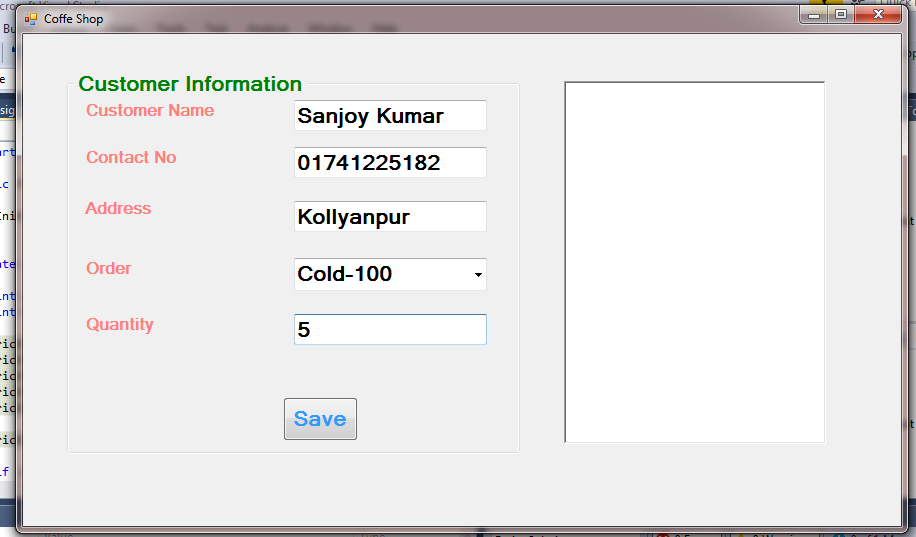 Coffe Shop
Customer Information
Customer Name
Sanjoy Kumar
Contact No
01741225182
Address
Kollyanpur
Order
Cold-100
Quantity
5
Save